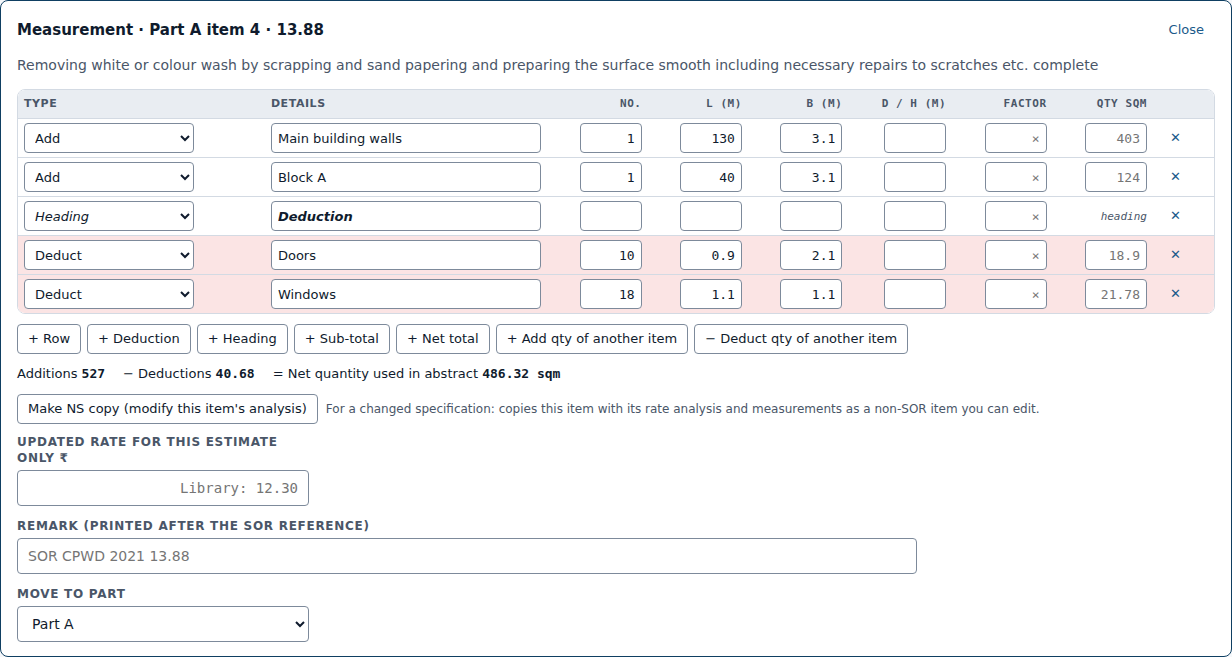 Measurement · Part A item 4 · 13.88 Close
Removing white or colour wash by scrapping and sand papering and preparing the surface smooth including necessary repairs to scratches etc. complete
TYPE DETAILS NO. L (M) B (M) D / H (M) FACTOR QTY SQM
Add Main building walls 1 130 3.1 × 403 ✕
Add Block A 1 40 3.1 × 124 ✕
Heading Deduction × heading ✕
Deduct Doors 10 0.9 2.1 × 18.9 ✕
Deduct Windows 18 1.1 1.1 × 21.78 ✕
+ Row + Deduction + Heading + Sub-total + Net total + Add qty of another item − Deduct qty of another item
Additions 527 − Deductions 40.68 = Net quantity used in abstract 486.32 sqm
Make NS copy (modify this item's analysis) For a changed specification: copies this item with its rate analysis and measurements as a non-SOR item you can edit.
UPDATED RATE FOR THIS ESTIMATE
ONLY ₹
Library: 12.30
REMARK (PRINTED AFTER THE SOR REFERENCE)
SOR CPWD 2021 13.88
MOVE TO PART
Part A